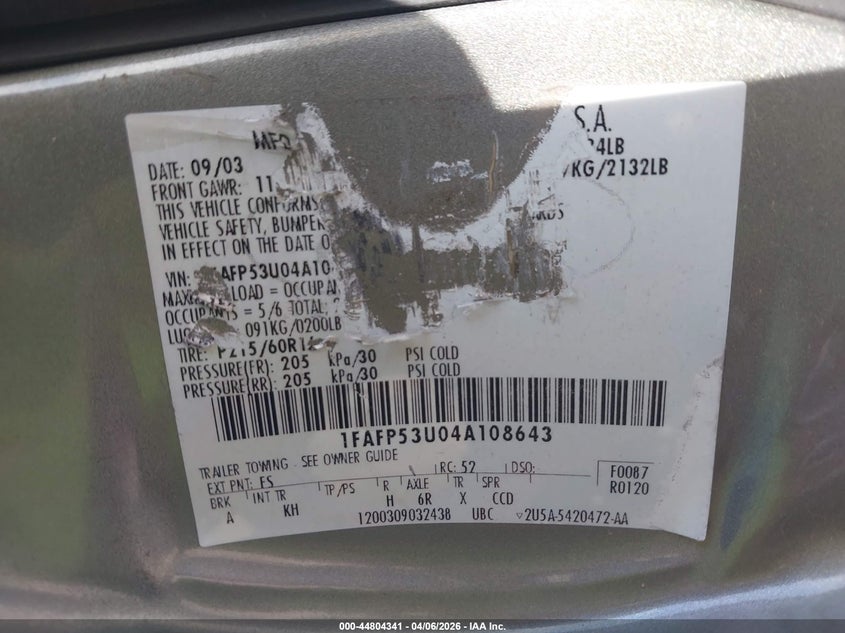 S.A.
DATE: 09/03
FRONT GAWR: 11 KG/2132LB
THIS VEHICLE CONFORMS
VEHICLE SAFETY, BUMPER
IN EFFECT ON THE DATE O
VIN: AFP53U04A10
LOAD = OCCUPA
OCCUPANTS = 5/6 TOTAL:
LU 091KG/0200LB
TIRE: P215/60R1
PRESSURE(FR): 205 kPa/30 PSI COLD
PRESSURE(RR): 205 kPa/30 PSI COLD
1FAFP53U04A108643
TRAILER TOWING - SEE OWNER GUIDE
EXT PNT: FS RC: 52 DSO: F0087
BRK INT TR TP/PS R AXLE TR SPR R0120
A KH H 6R X CCD
1200309032438 UBC ▽2U5A-5420472-AA
000-44804341 - 04/06/2026 - IAA Inc.